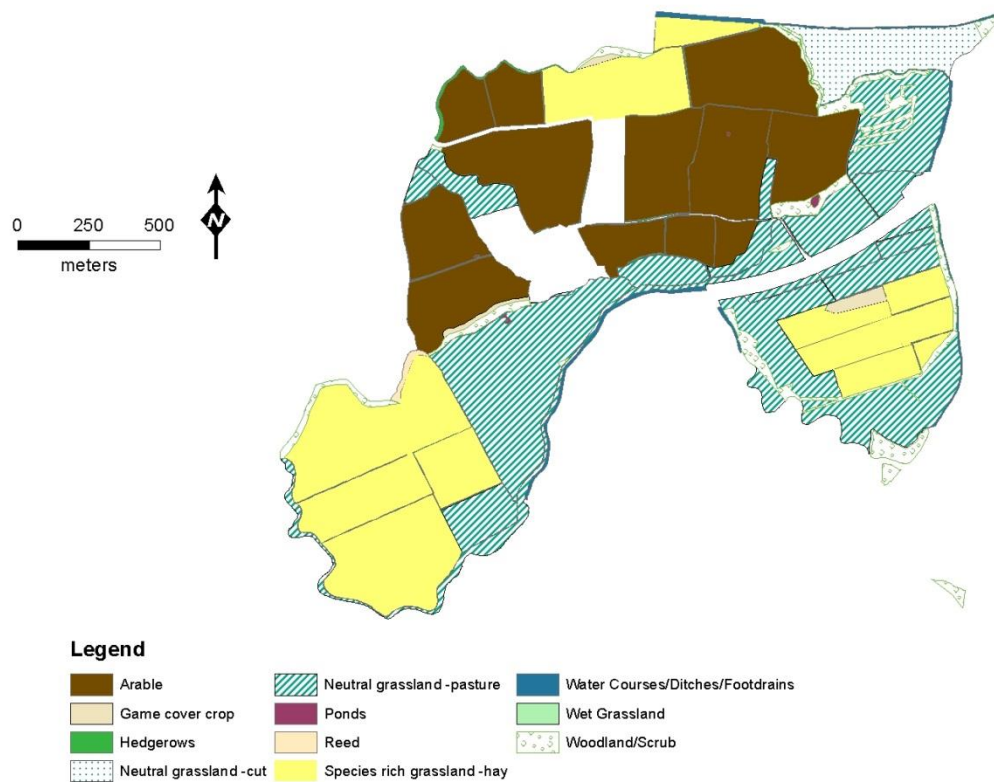 N
0 250 500
meters
Legend
Arable
Game cover crop
Hedgerows
Neutral grassland -cut
Neutral grassland -pasture
Ponds
Reed
Species rich grassland -hay
Water Courses/Ditches/Footdrains
Wet Grassland
Woodland/Scrub